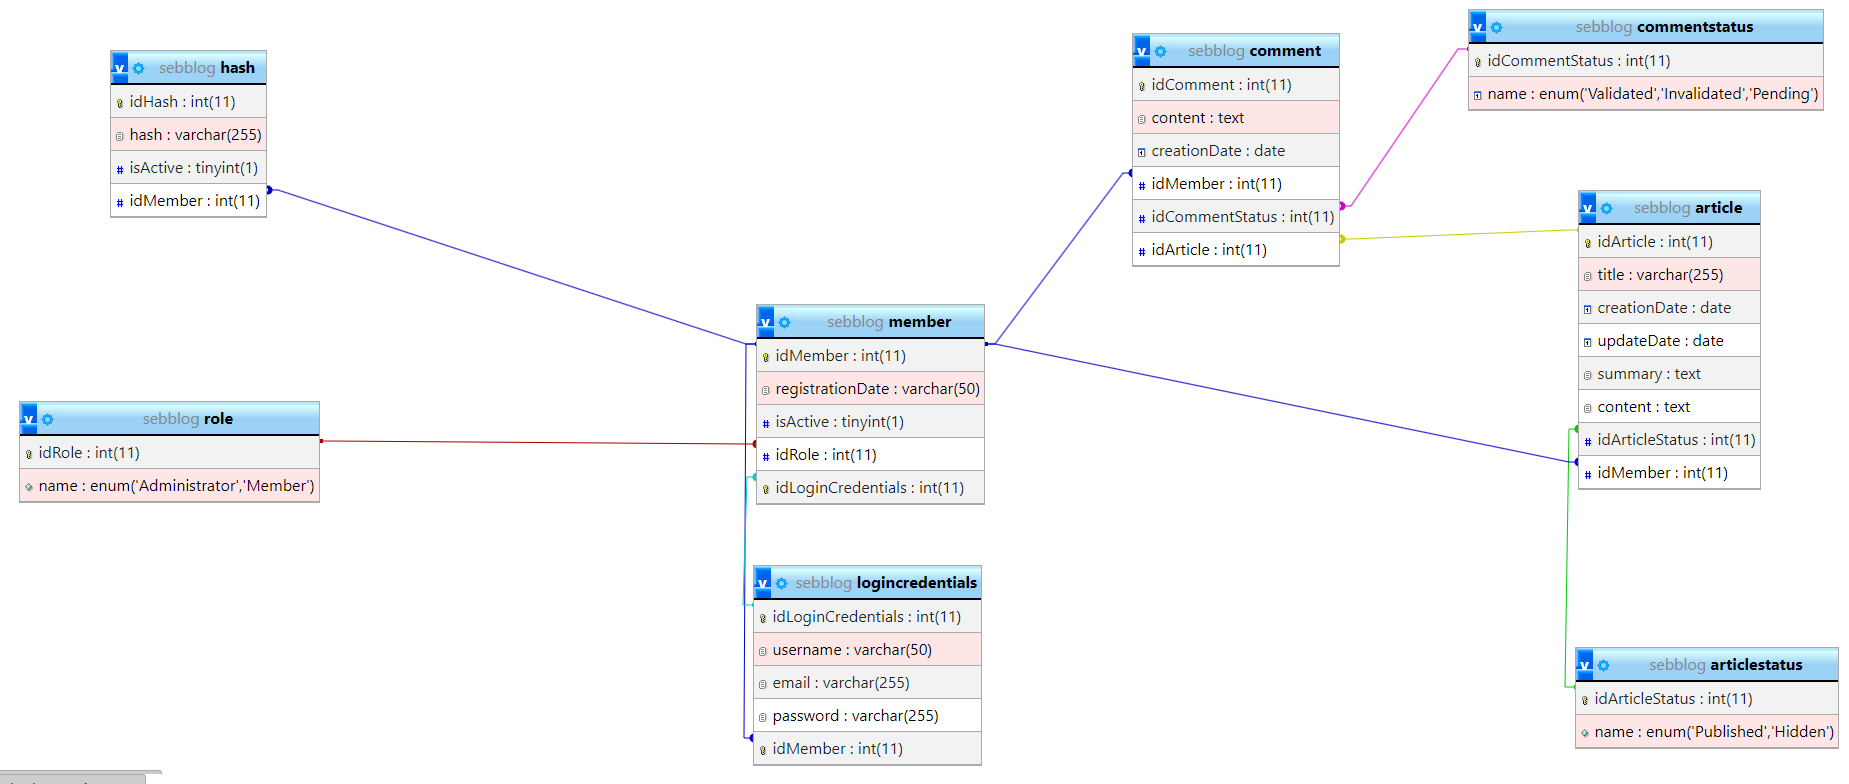 sebblog hash
idHash : int(11)
hash : varchar(255)
isActive : tinyint(1)
idMember : int(11)
sebblog role
idRole : int(11)
name : enum('Administrator','Member')
sebblog member
idMember : int(11)
registrationDate : varchar(50)
isActive : tinyint(1)
idRole : int(11)
idLoginCredentials : int(11)
sebblog logincredentials
idLoginCredentials : int(11)
username : varchar(50)
email : varchar(255)
password : varchar(255)
idMember : int(11)
sebblog comment
idComment : int(11)
content : text
creationDate : date
idMember : int(11)
idCommentStatus : int(11)
idArticle : int(11)
sebblog commentstatus
idCommentStatus : int(11)
name : enum('Validated','Invalidated','Pending')
sebblog article
idArticle : int(11)
title : varchar(255)
creationDate : date
updateDate : date
summary : text
content : text
idArticleStatus : int(11)
idMember : int(11)
sebblog articlestatus
idArticleStatus : int(11)
name : enum('Published','Hidden')